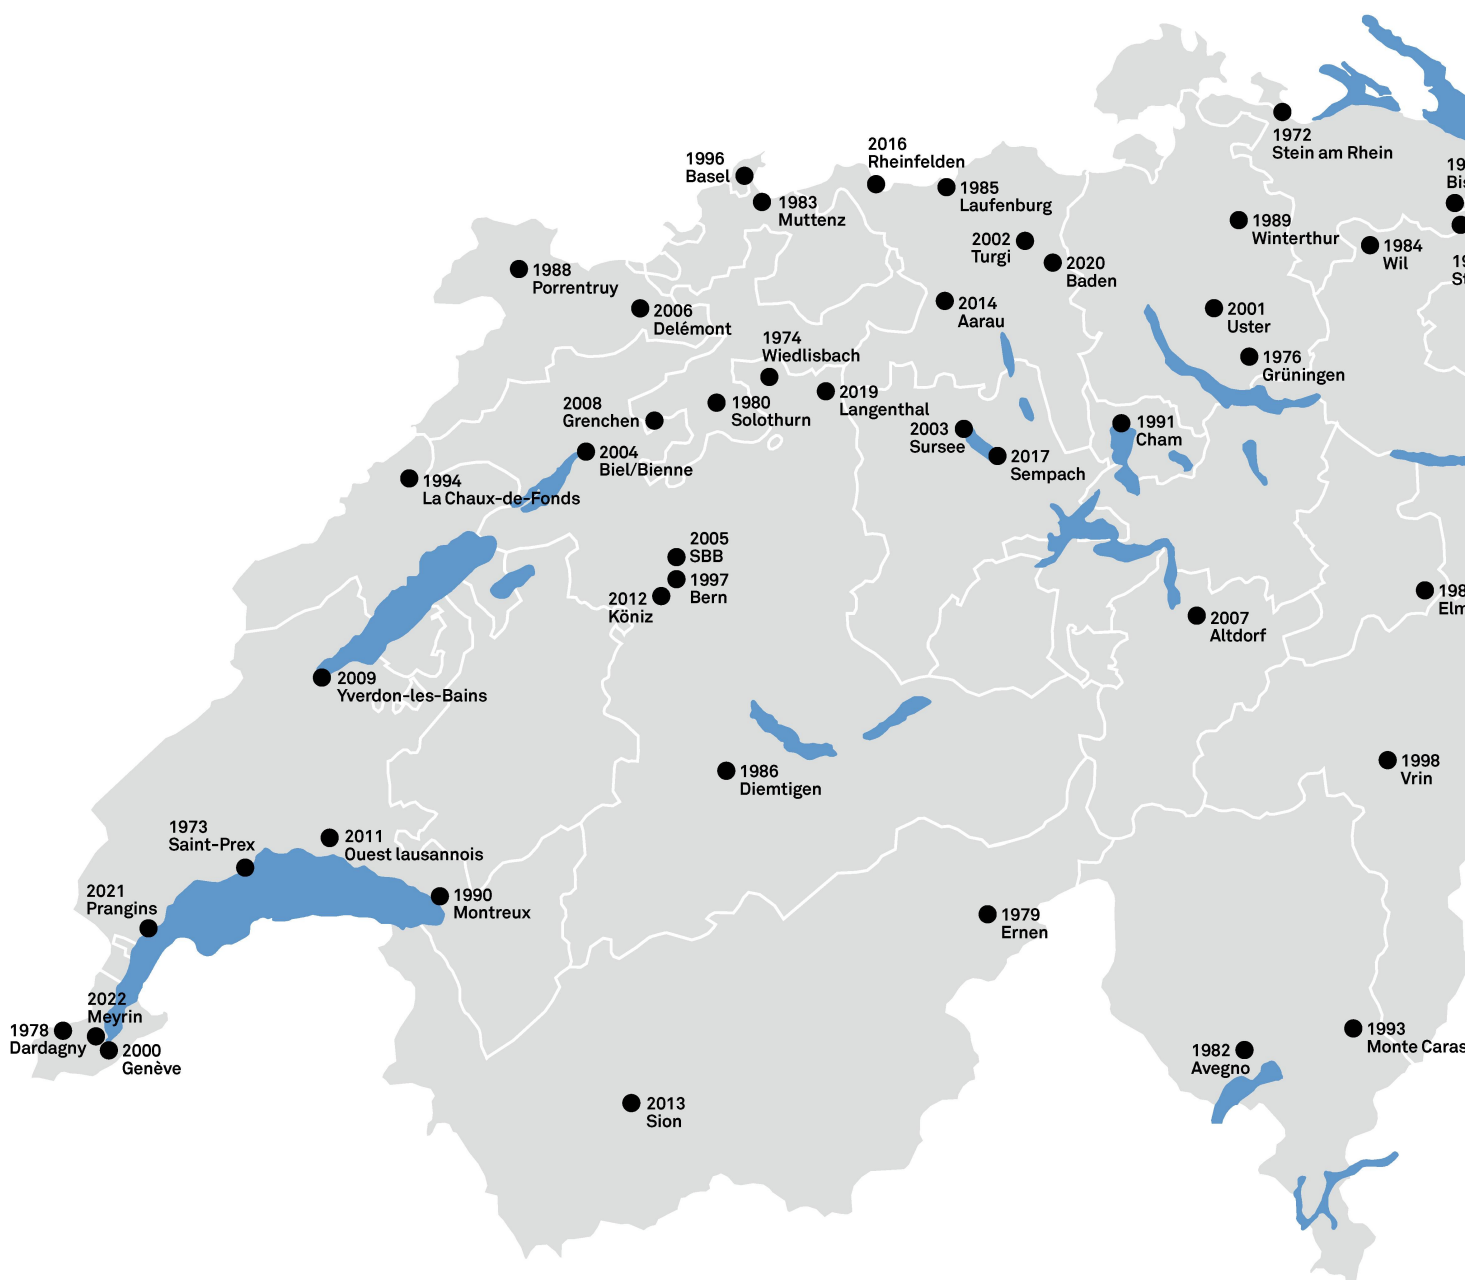 1972
Stein am Rhein
2016
Rheinfelden
1996
Basel
1985
Laufenburg
1983
Muttenz
1989
Winterthur
2002
Turgi
1984
Wil
2020
Baden
1988
Porrentruy
2006
Delémont
2014
Aarau
2001
Uster
1974
Wiedlisbach
1976
Grüningen
2019
Langenthal
1980
Solothurn
2008
Grenchen
2003
Sursee
1991
Cham
2004
Biel/Bienne
2017
Sempach
1994
La Chaux-de-Fonds
2005
SBB
1997
Bern
2012
Köniz
198
Elm
2007
Altdorf
2009
Yverdon-les-Bains
1998
Vrin
1986
Diemtigen
1973
Saint-Prex
2011
Ouest lausannois
2021
Prangins
1990
Montreux
1979
Ernen
2022
Meyrin
1978
Dardagny
2000
Genève
1993
Monte Caras
1982
Avegno
2013
Sion